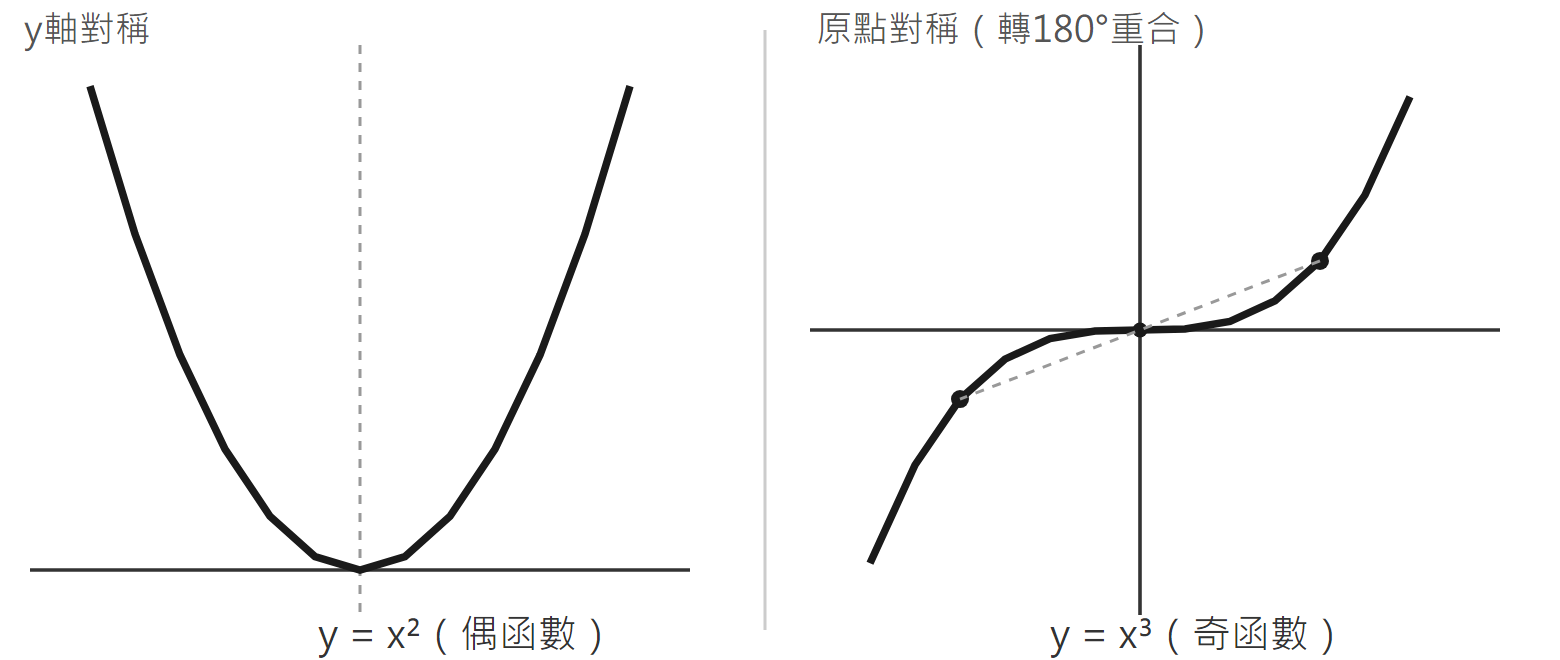 y軸對稱
原點對稱（轉180°重合）
y = x²（偶函數）
y = x³（奇函數）